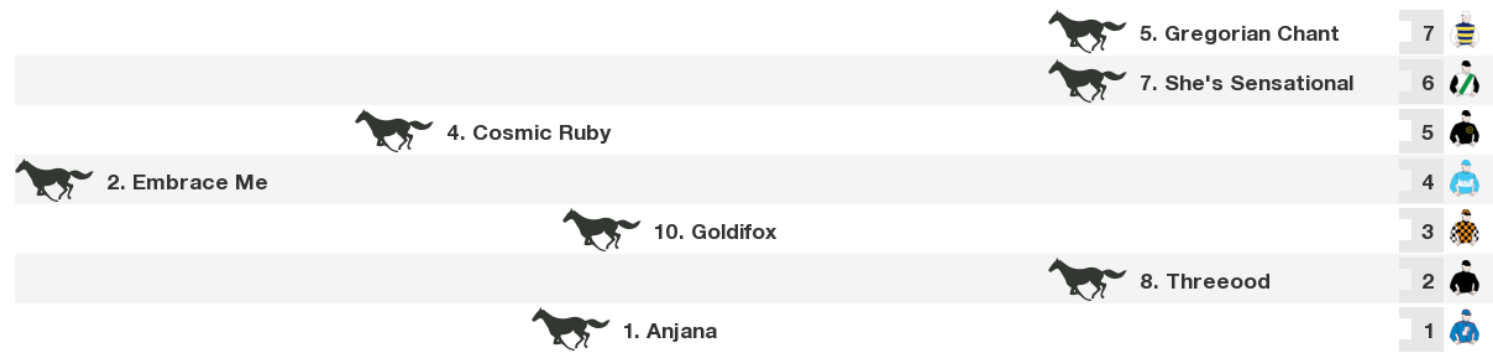 5. Gregorian Chant 7
7. She's Sensational 6
4. Cosmic Ruby 5
2. Embrace Me 4
10. Goldifox 3
8. Threeood 2
1. Anjana 1